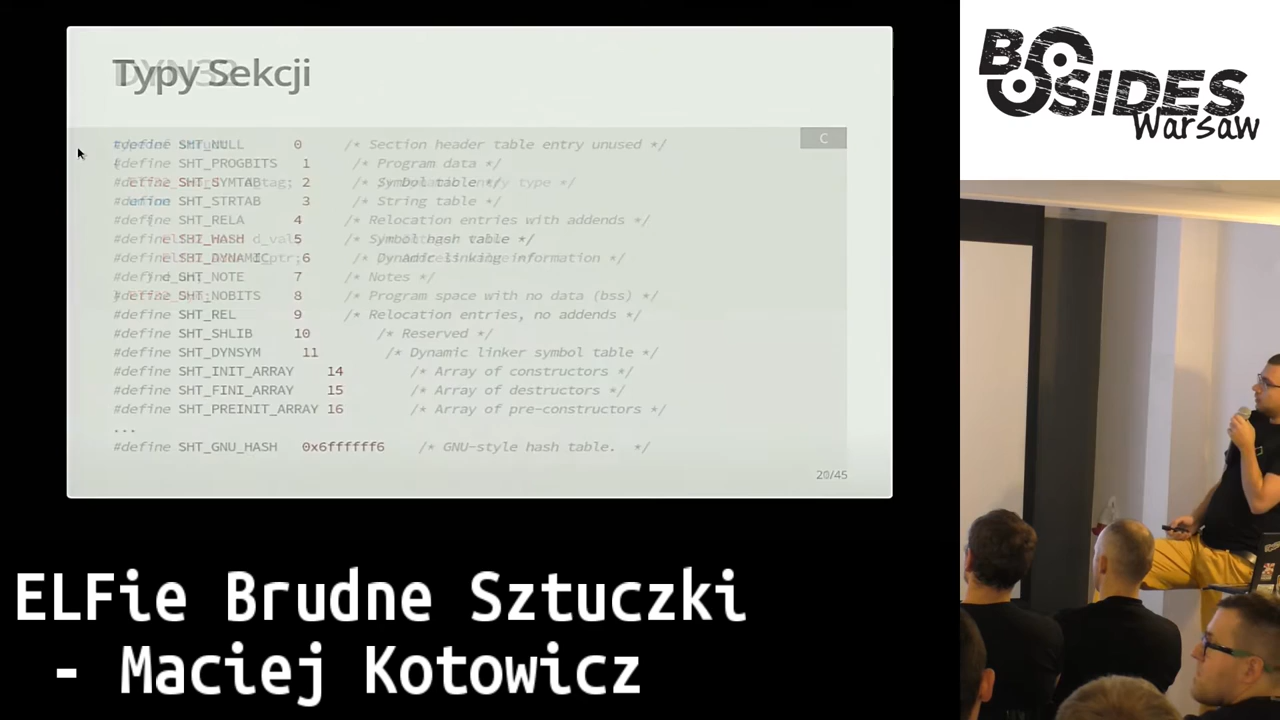 Typy Sekcji
C
#define SHT_NULL 0 /* Section header table entry unused */
#define SHT_PROGBITS 1 /* Program data */
#define SHT_SYMTAB 2 /* Symbol table */
#define SHT_STRTAB 3 /* String table */
#define SHT_RELA 4 /* Relocation entries with addends */
#define SHT_HASH 5 /* Symbol hash table */
#define SHT_DYNAMIC 6 /* Dynamic linking information */
#define SHT_NOTE 7 /* Notes */
#define SHT_NOBITS 8 /* Program space with no data (bss) */
#define SHT_REL 9 /* Relocation entries, no addends */
#define SHT_SHLIB 10 /* Reserved */
#define SHT_DYNSYM 11 /* Dynamic linker symbol table */
#define SHT_INIT_ARRAY 14 /* Array of constructors */
#define SHT_FINI_ARRAY 15 /* Array of destructors */
#define SHT_PREINIT_ARRAY 16 /* Array of pre-constructors */
...
#define SHT_GNU_HASH 0x6ffffff6 /* GNU-style hash table. */
/45
BSIDES
Warsaw
ELFie Brudne Sztuczki
- Maciej Kotowicz